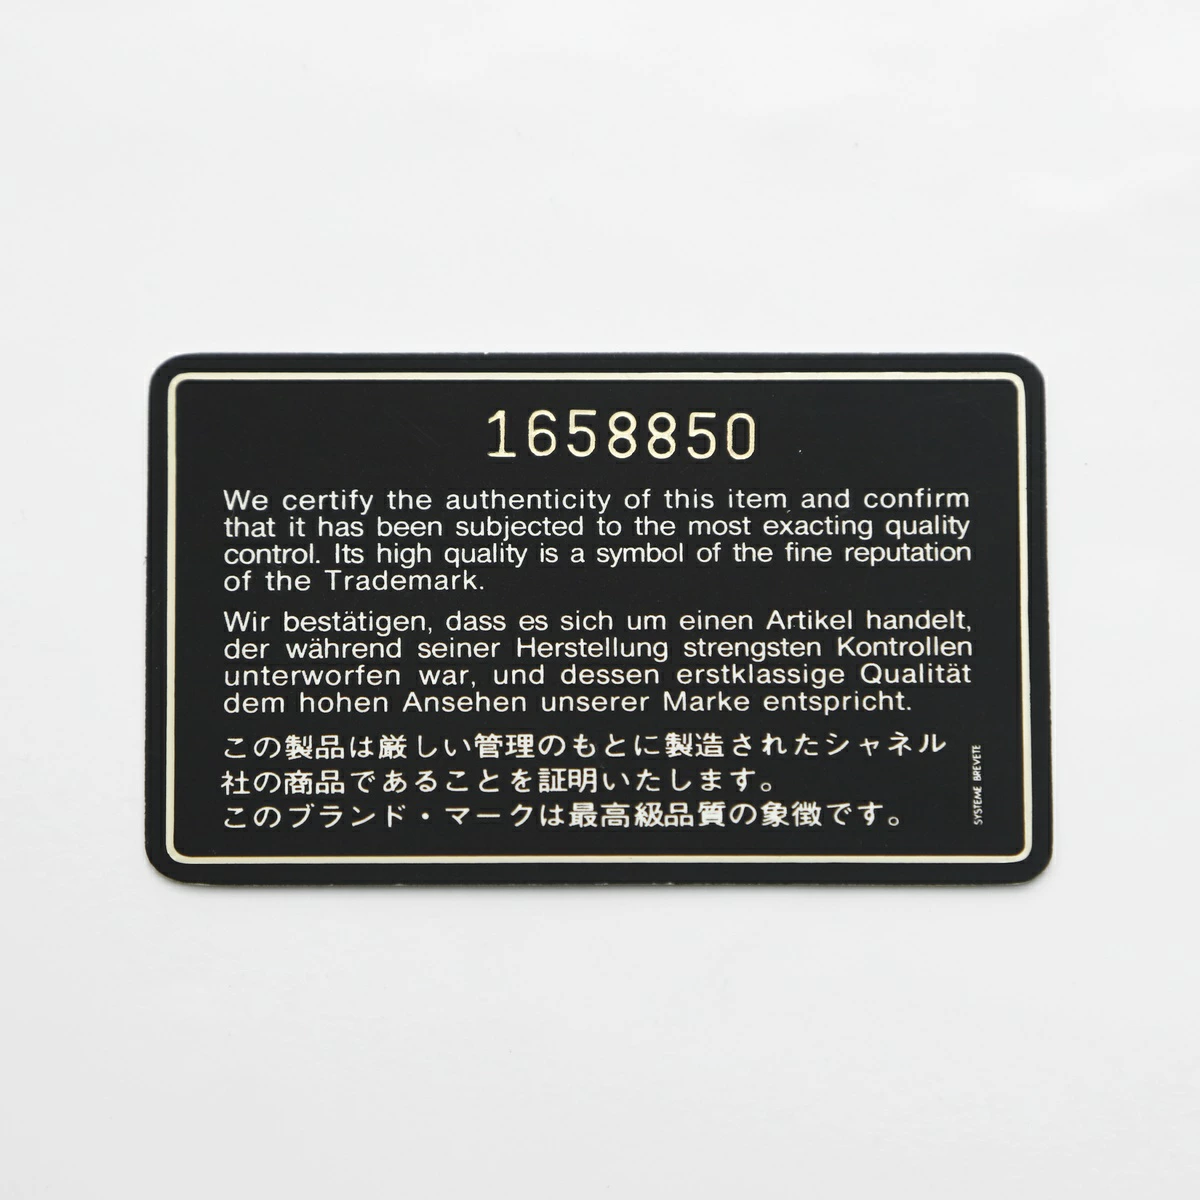 1658850
We certify the authenticity of this item and confirm
that it has been subjected to the most exacting quality
control. Its high quality is a symbol of the fine reputation
of the Trademark.
Wir bestätigen, dass es sich um einen Artikel handelt,
der während seiner Herstellung strengsten Kontrollen
unterworfen war, und dessen erstklassige Qualität
dem hohen Ansehen unserer Marke entspricht.
この製品は厳しい管理のもとに製造されたシャネル
社の商品であることを証明いたします。
このブランド・マークは最高級品質の象徴です。
SYSTEME BREVETE